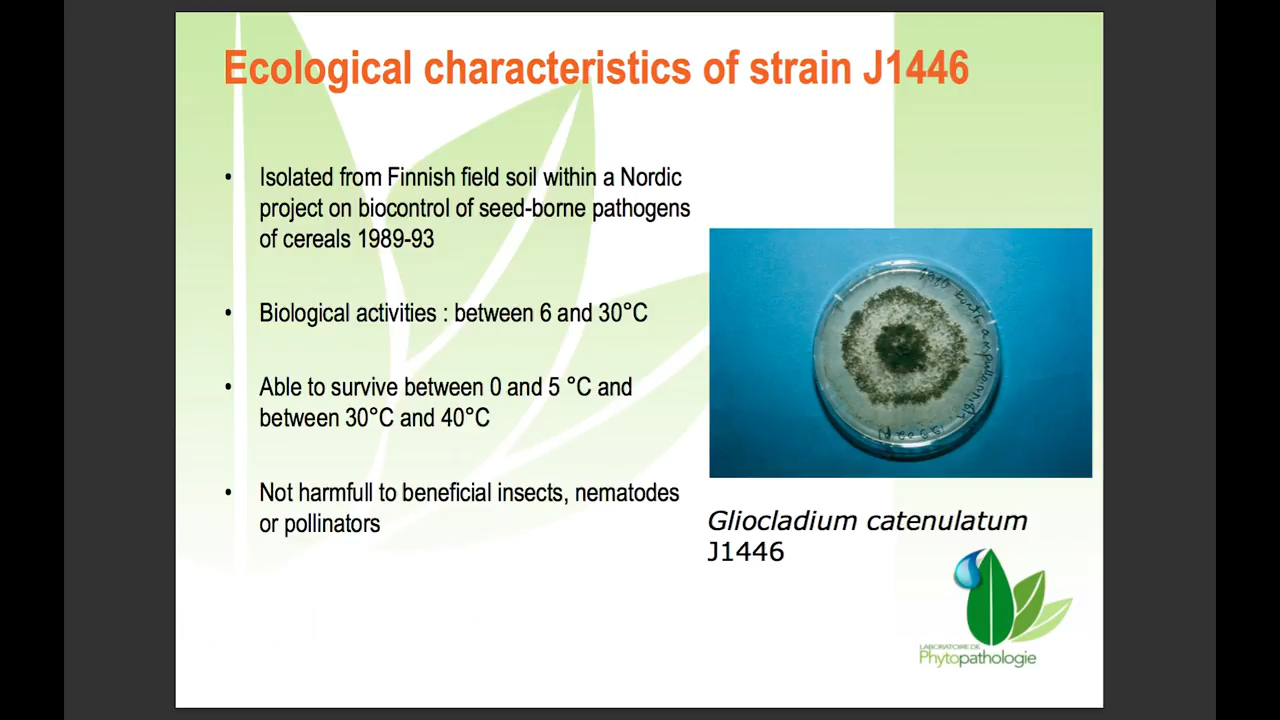 Ecological characteristics of strain J1446
• Isolated from Finnish field soil within a Nordic
project on biocontrol of seed-borne pathogens
of cereals 1989-93
• Biological activities : between 6 and 30°C
• Able to survive between 0 and 5 °C and
between 30°C and 40°C
• Not harmfull to beneficial insects, nematodes
or pollinators
Gliocladium catenulatum
J1446
LABORATOIRE DE
Phytopathologie